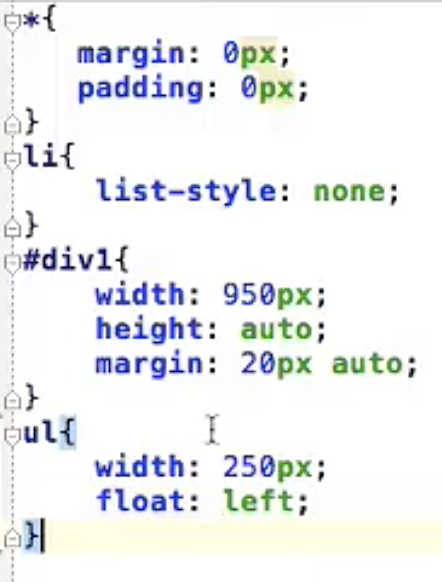 *{
margin: 0px;
padding: 0px;
}
li{
list-style: none;
}
#div1{
width: 950px;
height: auto;
margin: 20px auto;
}
ul{
width: 250px;
float: left;
}